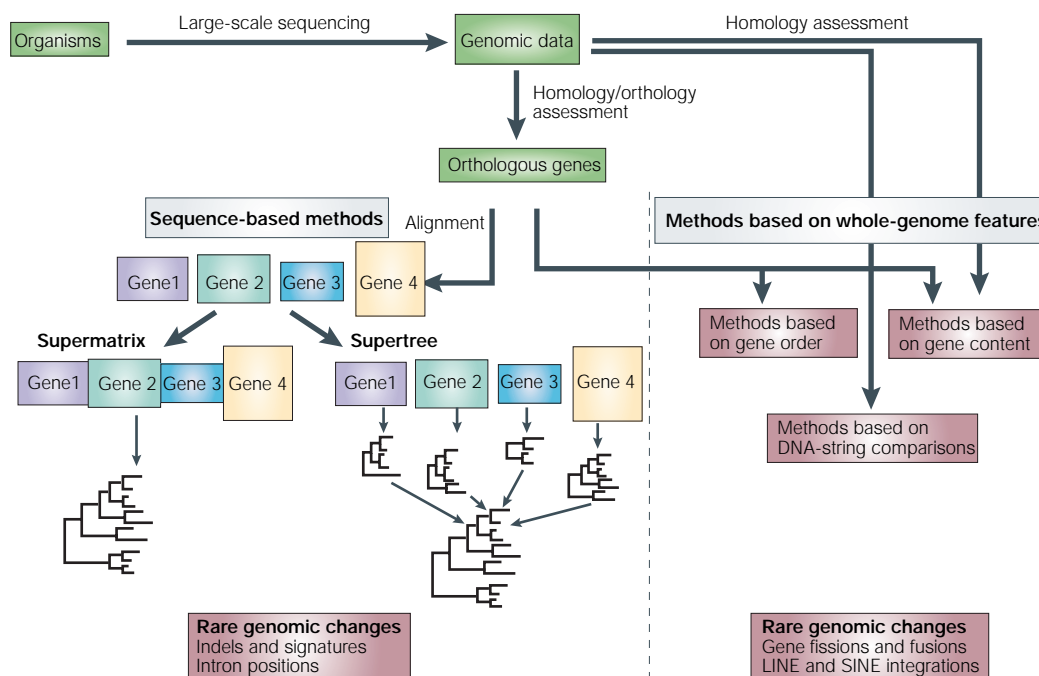 Large-scale sequencing
Homology assessment
Organisms
Genomic data
Homology/orthology
assessment
Orthologous genes
Sequence-based methods
Alignment
Methods based on whole-genome features
Gene1
Gene 2
Gene 3
Gene 4
Methods based
on gene order
Methods based
on gene content
Supermatrix
Supertree
Gene1
Gene 2
Gene 3
Gene 4
Gene1
Gene 2
Gene 3
Gene 4
Methods based on
DNA-string comparisons
Rare genomic changes
Indels and signatures
Intron positions
Rare genomic changes
Gene fissions and fusions
LINE and SINE integrations